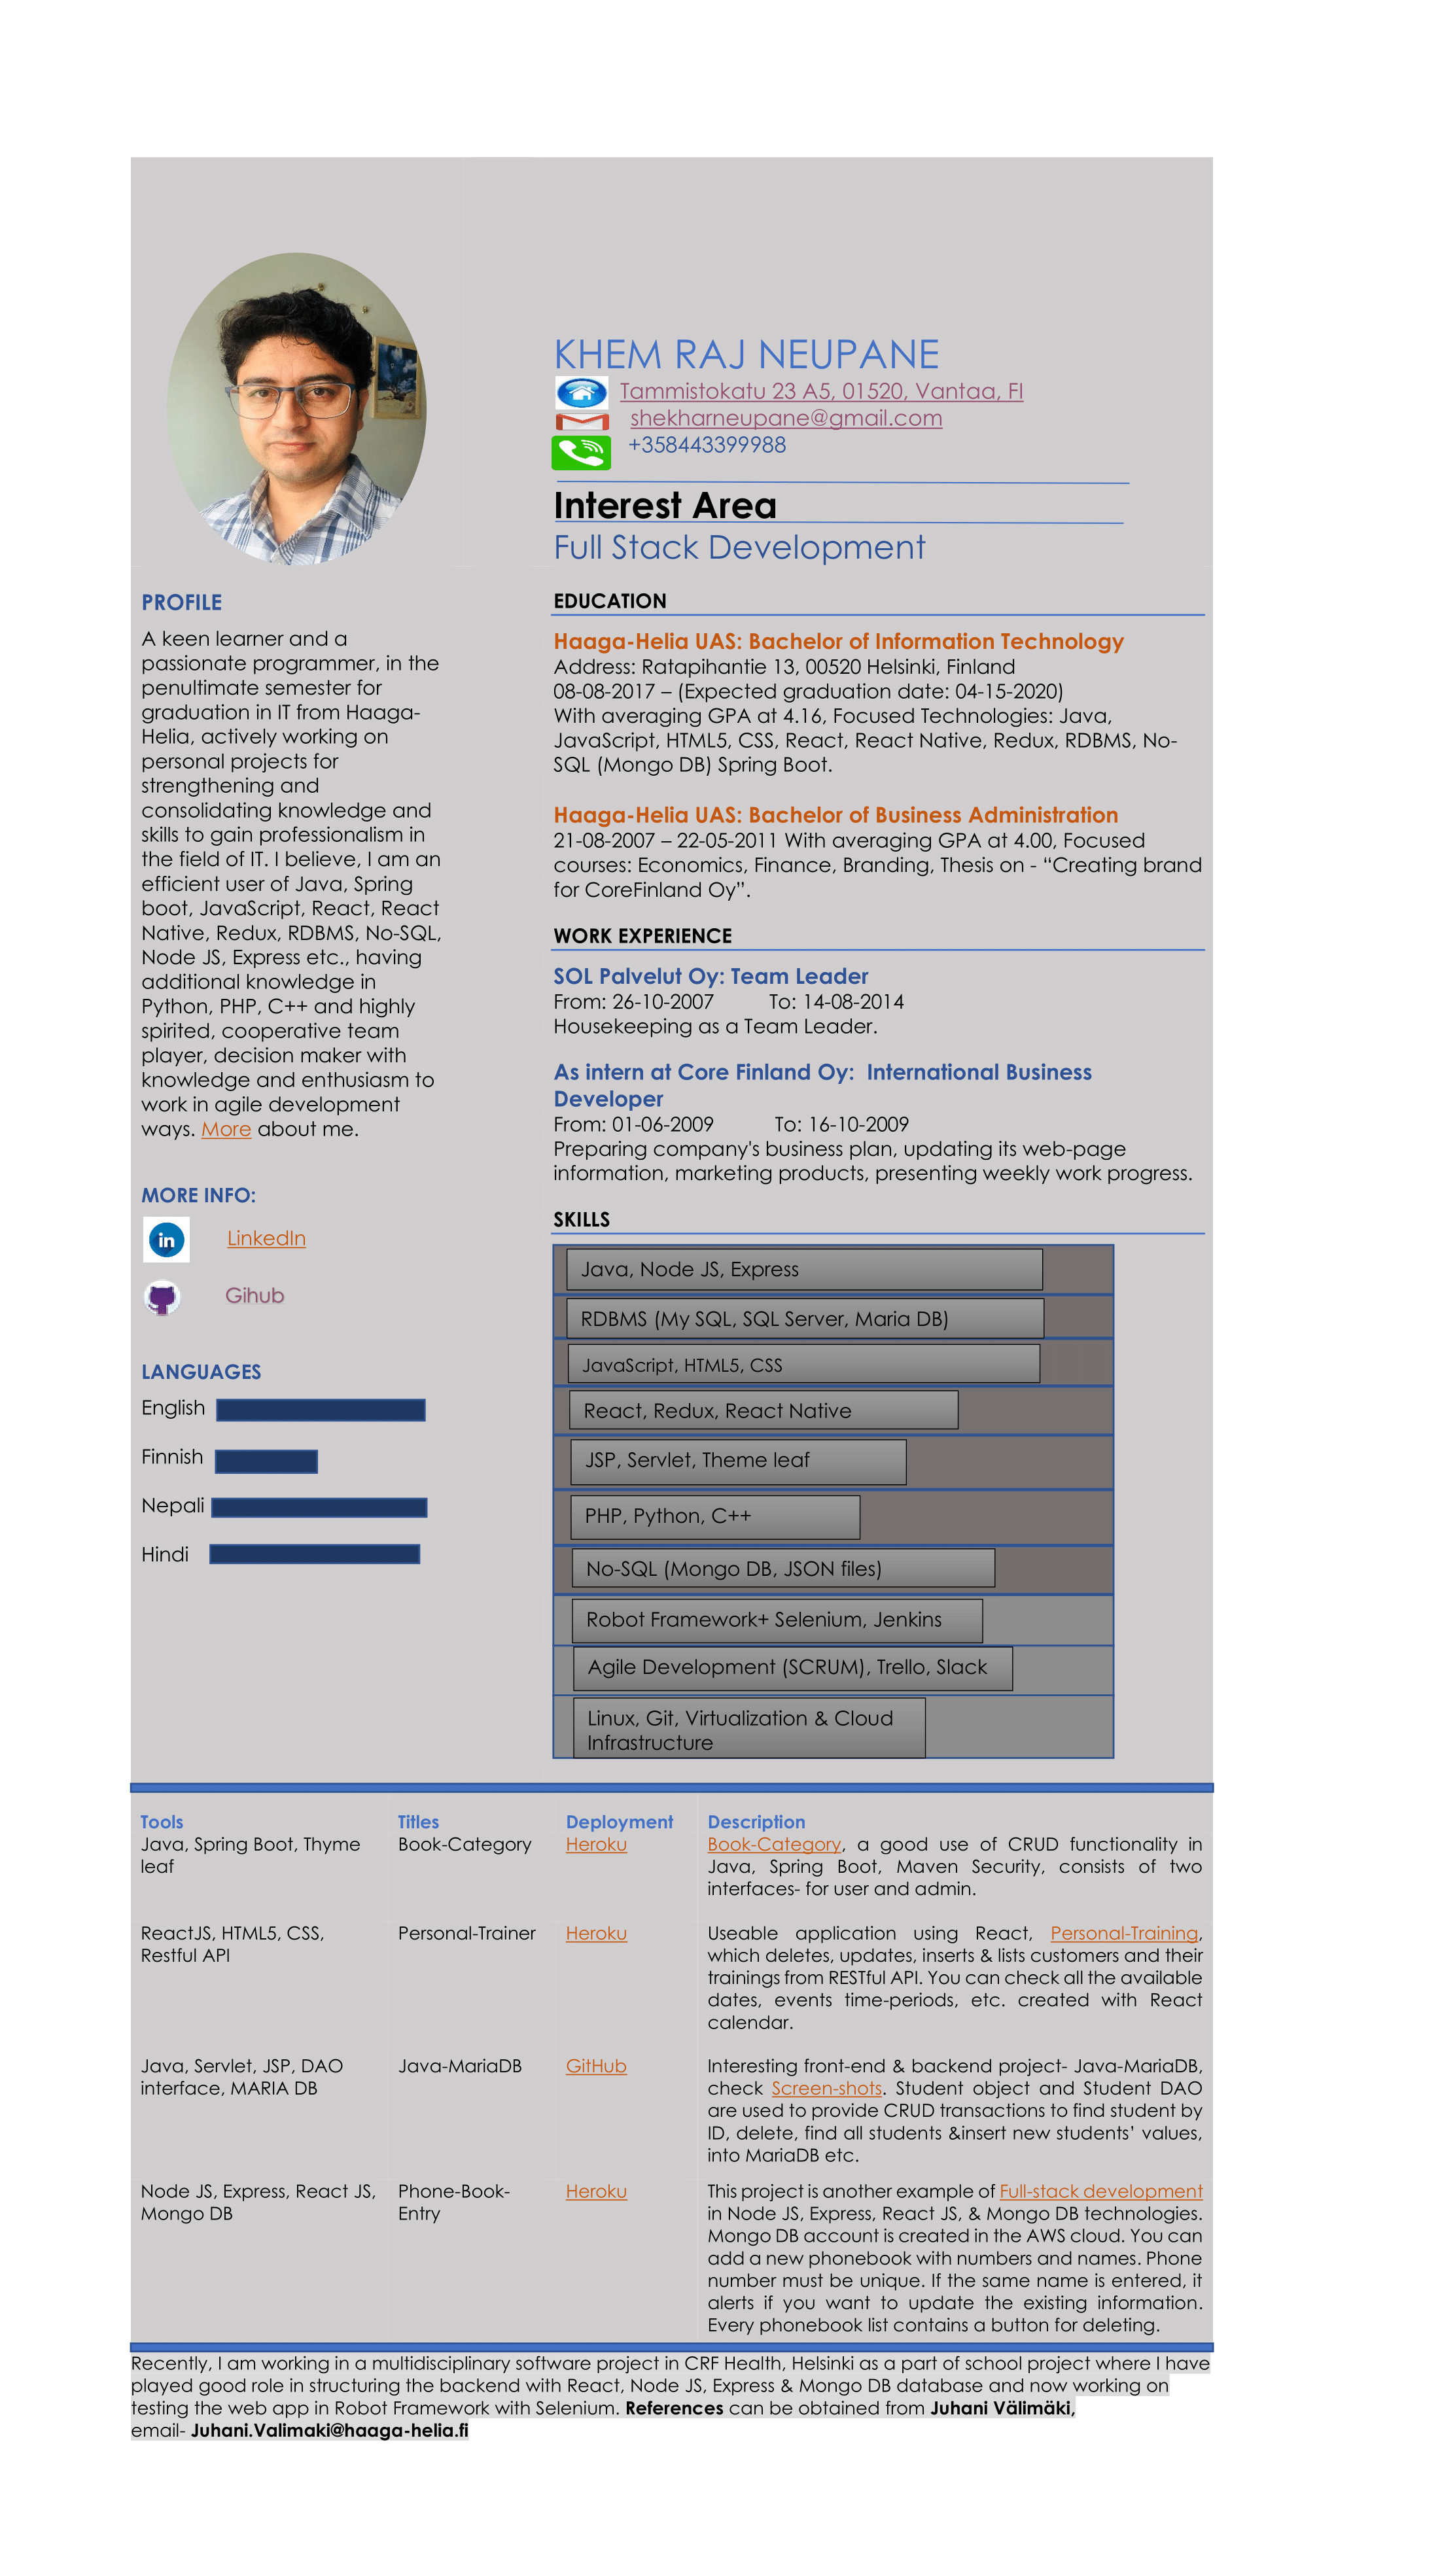 KHEM RAJ NEUPANE
Tammistokatu 23 A5, 01520, Vantaa, FI
shekharneupane@gmail.com
+358443399988
Interest Area
Full Stack Development
PROFILE
A keen learner and a
passionate programmer, in the
penultimate semester for
graduation in IT from Haaga-
Helia, actively working on
personal projects for
strengthening and
consolidating knowledge and
skills to gain professionalism in
the field of IT. I believe, I am an
efficient user of Java, Spring
boot, JavaScript, React, React
Native, Redux, RDBMS, No-SQL,
Node JS, Express etc., having
additional knowledge in
Python, PHP, C++ and highly
spirited, cooperative team
player, decision maker with
knowledge and enthusiasm to
work in agile development
ways. More about me.
MORE INFO:
in
LinkedIn
Gihub
LANGUAGES
English
Finnish
Nepali
Hindi
EDUCATION
Haaga-Helia UAS: Bachelor of Information Technology
Address: Ratapihantie 13, 00520 Helsinki, Finland
08-08-2017 – (Expected graduation date: 04-15-2020)
With averaging GPA at 4.16, Focused Technologies: Java,
JavaScript, HTML5, CSS, React, React Native, Redux, RDBMS, No-
SQL (Mongo DB) Spring Boot.
Haaga-Helia UAS: Bachelor of Business Administration
21-08-2007 – 22-05-2011 With averaging GPA at 4.00, Focused
courses: Economics, Finance, Branding, Thesis on - “Creating brand
for CoreFinland Oy”.
WORK EXPERIENCE
SOL Palvelut Oy: Team Leader
From: 26-10-2007 To: 14-08-2014
Housekeeping as a Team Leader.
As intern at Core Finland Oy: International Business
Developer
From: 01-06-2009 To: 16-10-2009
Preparing company's business plan, updating its web-page
information, marketing products, presenting weekly work progress.
SKILLS
Java, Node JS, Express
RDBMS (My SQL, SQL Server, Maria DB)
JavaScript, HTML5, CSS
React, Redux, React Native
JSP, Servlet, Theme leaf
PHP, Python, C++
No-SQL (Mongo DB, JSON files)
Robot Framework+ Selenium, Jenkins
Agile Development (SCRUM), Trello, Slack
Linux, Git, Virtualization & Cloud
Infrastructure
Tools Titles Deployment Description
Java, Spring Boot, Thyme
leaf
Book-Category
Heroku
Book-Category, a good use of CRUD functionality in
Java, Spring Boot, Maven Security, consists of two
interfaces- for user and admin.
ReactJS, HTML5, CSS,
Restful API
Personal-Trainer
Heroku
Useable application using React, Personal-Training,
which deletes, updates, inserts & lists customers and their
trainings from RESTful API. You can check all the available
dates, events time-periods, etc. created with React
calendar.
Java, Servlet, JSP, DAO
interface, MARIA DB
Java-MariaDB
GitHub
Interesting front-end & backend project- Java-MariaDB,
check Screen-shots. Student object and Student DAO
are used to provide CRUD transactions to find student by
ID, delete, find all students &insert new students’ values,
into MariaDB etc.
Node JS, Express, React JS,
Mongo DB
Phone-Book-
Entry
Heroku
This project is another example of Full-stack development
in Node JS, Express, React JS, & Mongo DB technologies.
Mongo DB account is created in the AWS cloud. You can
add a new phonebook with numbers and names. Phone
number must be unique. If the same name is entered, it
alerts if you want to update the existing information.
Every phonebook list contains a button for deleting.
Recently, I am working in a multidisciplinary software project in CRF Health, Helsinki as a part of school project where I have
played good role in structuring the backend with React, Node JS, Express & Mongo DB database and now working on
testing the web app in Robot Framework with Selenium. References can be obtained from Juhani Välimäki,
email- Juhani.Valimaki@haaga-helia.fi